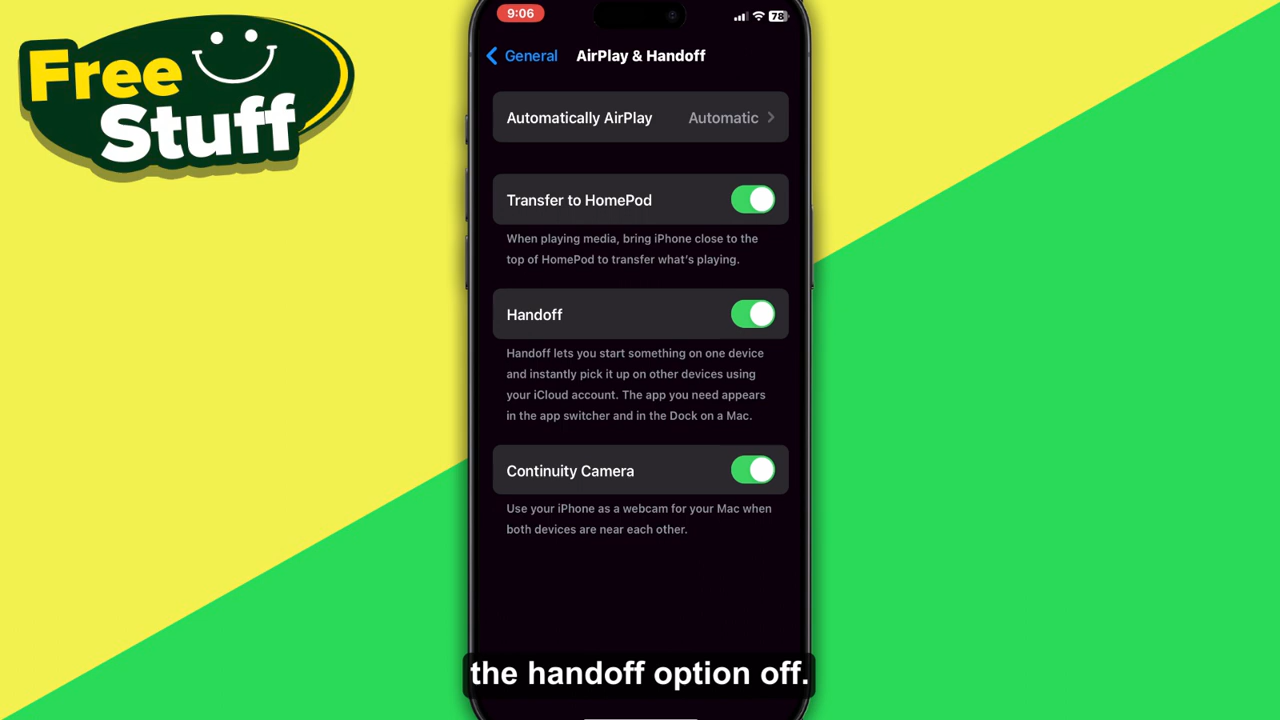 Free
Stuff
9:06
78
General
AirPlay & Handoff
Automatically AirPlay Automatic
Transfer to HomePod
When playing media, bring iPhone close to the
top of HomePod to transfer what's playing.
Handoff
Handoff lets you start something on one device
and instantly pick it up on other devices using
your iCloud account. The app you need appears
in the app switcher and in the Dock on a Mac.
Continuity Camera
Use your iPhone as a webcam for your Mac when
both devices are near each other.
the handoff option off.